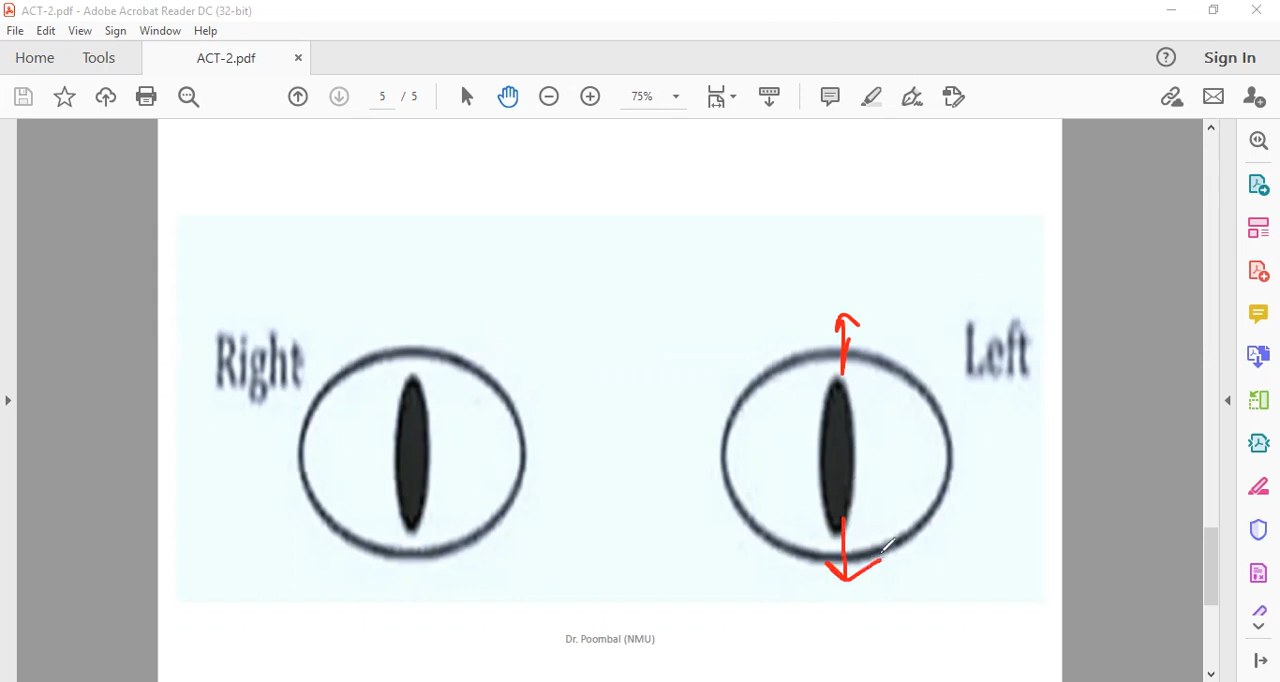 ACT-2.pdf - Adobe Acrobat Reader DC (32-bit)
File Edit View Sign Window Help
Home Tools ACT-2.pdf × ? Sign In
5 / 5 75%
Right
Left
Dr. Poombal (NMU)